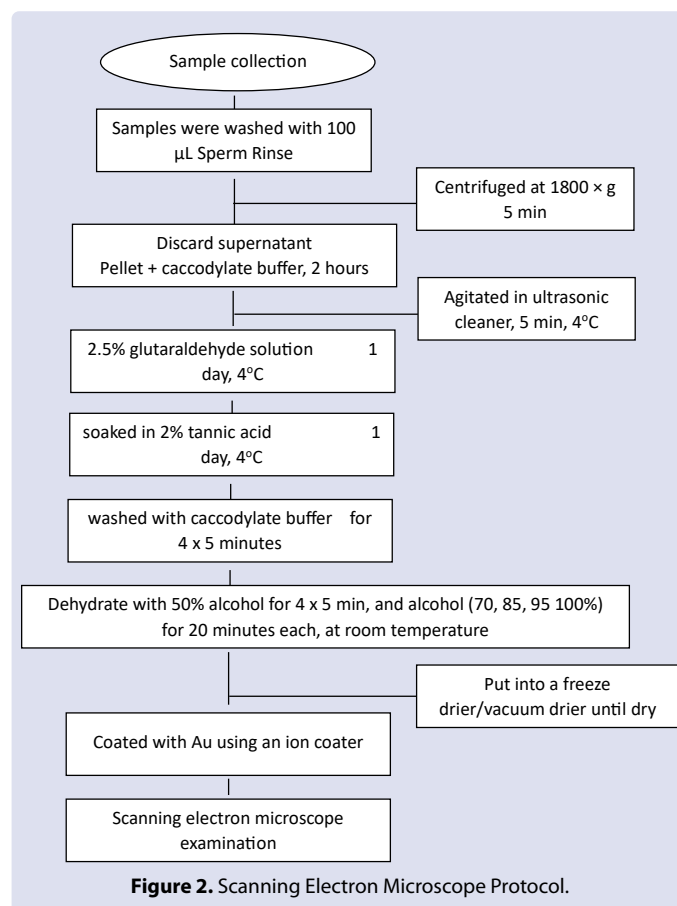 Sample collection
Samples were washed with 100
µL Sperm Rinse
Centrifuged at 1800 × g
5 min
Discard supernatant
Pellet + caccodylate buffer, 2 hours
Agitated in ultrasonic
cleaner, 5 min, 4°C
2.5% glutaraldehyde solution 1
day, 4°C
soaked in 2% tannic acid 1
day, 4°C
washed with caccodylate buffer for
4 x 5 minutes
Dehydrate with 50% alcohol for 4 x 5 min, and alcohol (70, 85, 95 100%)
for 20 minutes each, at room temperature
Put into a freeze
drier/vacuum drier until dry
Coated with Au using an ion coater
Scanning electron microscope
examination
Figure 2. Scanning Electron Microscope Protocol.